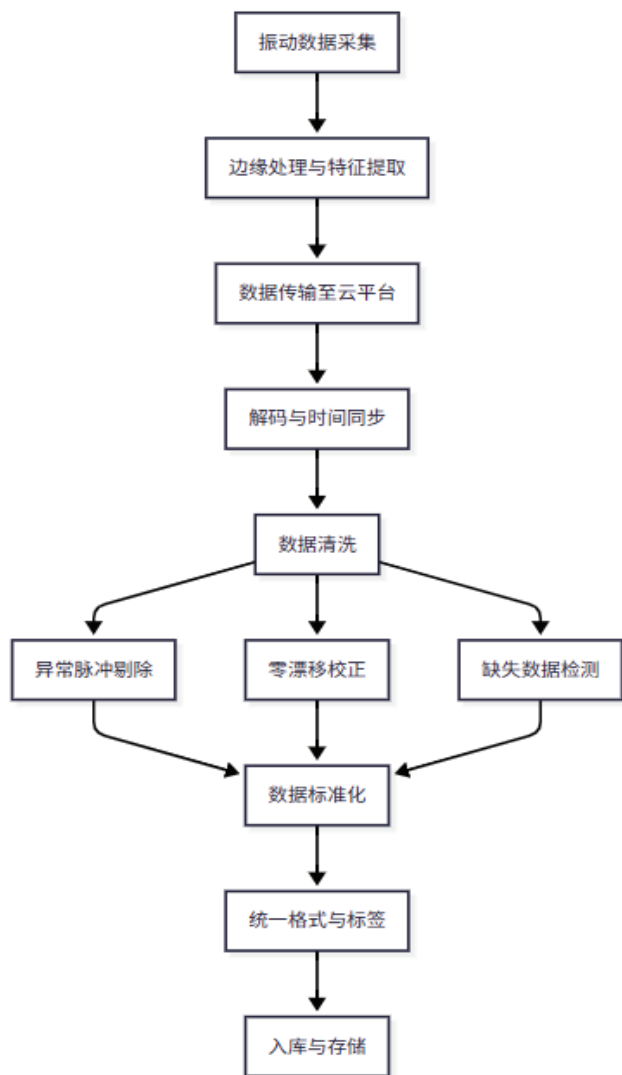 振动数据采集
边缘处理与特征提取
数据传输至云平台
解码与时间同步
数据清洗
异常脉冲剔除
零漂移校正
缺失数据检测
数据标准化
统一格式与标签
入库与存储